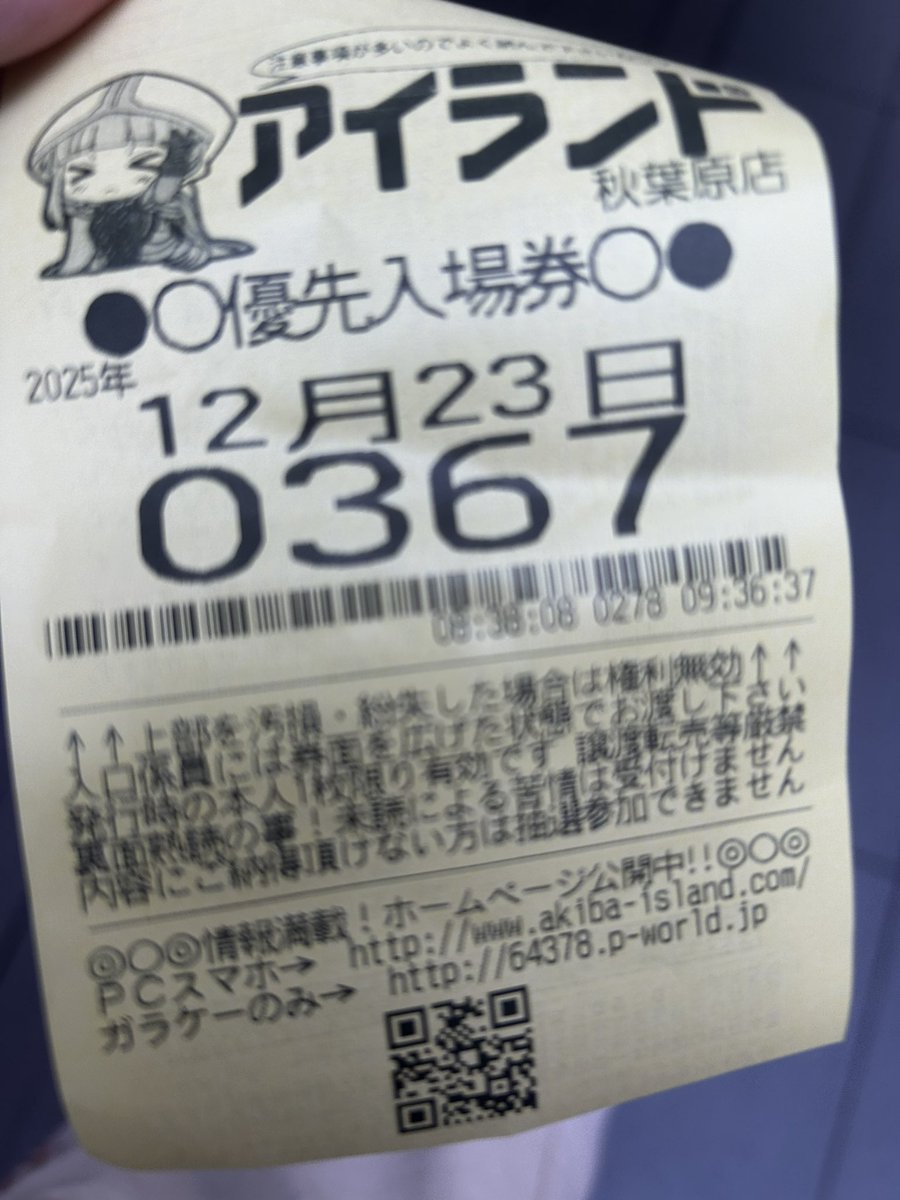 注意事項が多いのでよく読んで
アイランド
秋葉原店
●○優先入場券○●
2025年
12月23日
0367
08:38:08 0278 09:36:37
↑↑上部を汚損・紛失した場合は権利無効↑↑
入口係員には券面を広げた状態でお渡し下さい
発行時の本人1枚限り有効です 譲渡転売等厳禁
裏面熟読の事！未読による苦情は受付けません
内容にご納得頂けない方は抽選参加できません
◎○◎情報満載！ホームページ公開中!!◎○◎
ＰＣスマホ→ http://www.akiba-island.com/
ガラケーのみ→ http://64378.p-world.jp